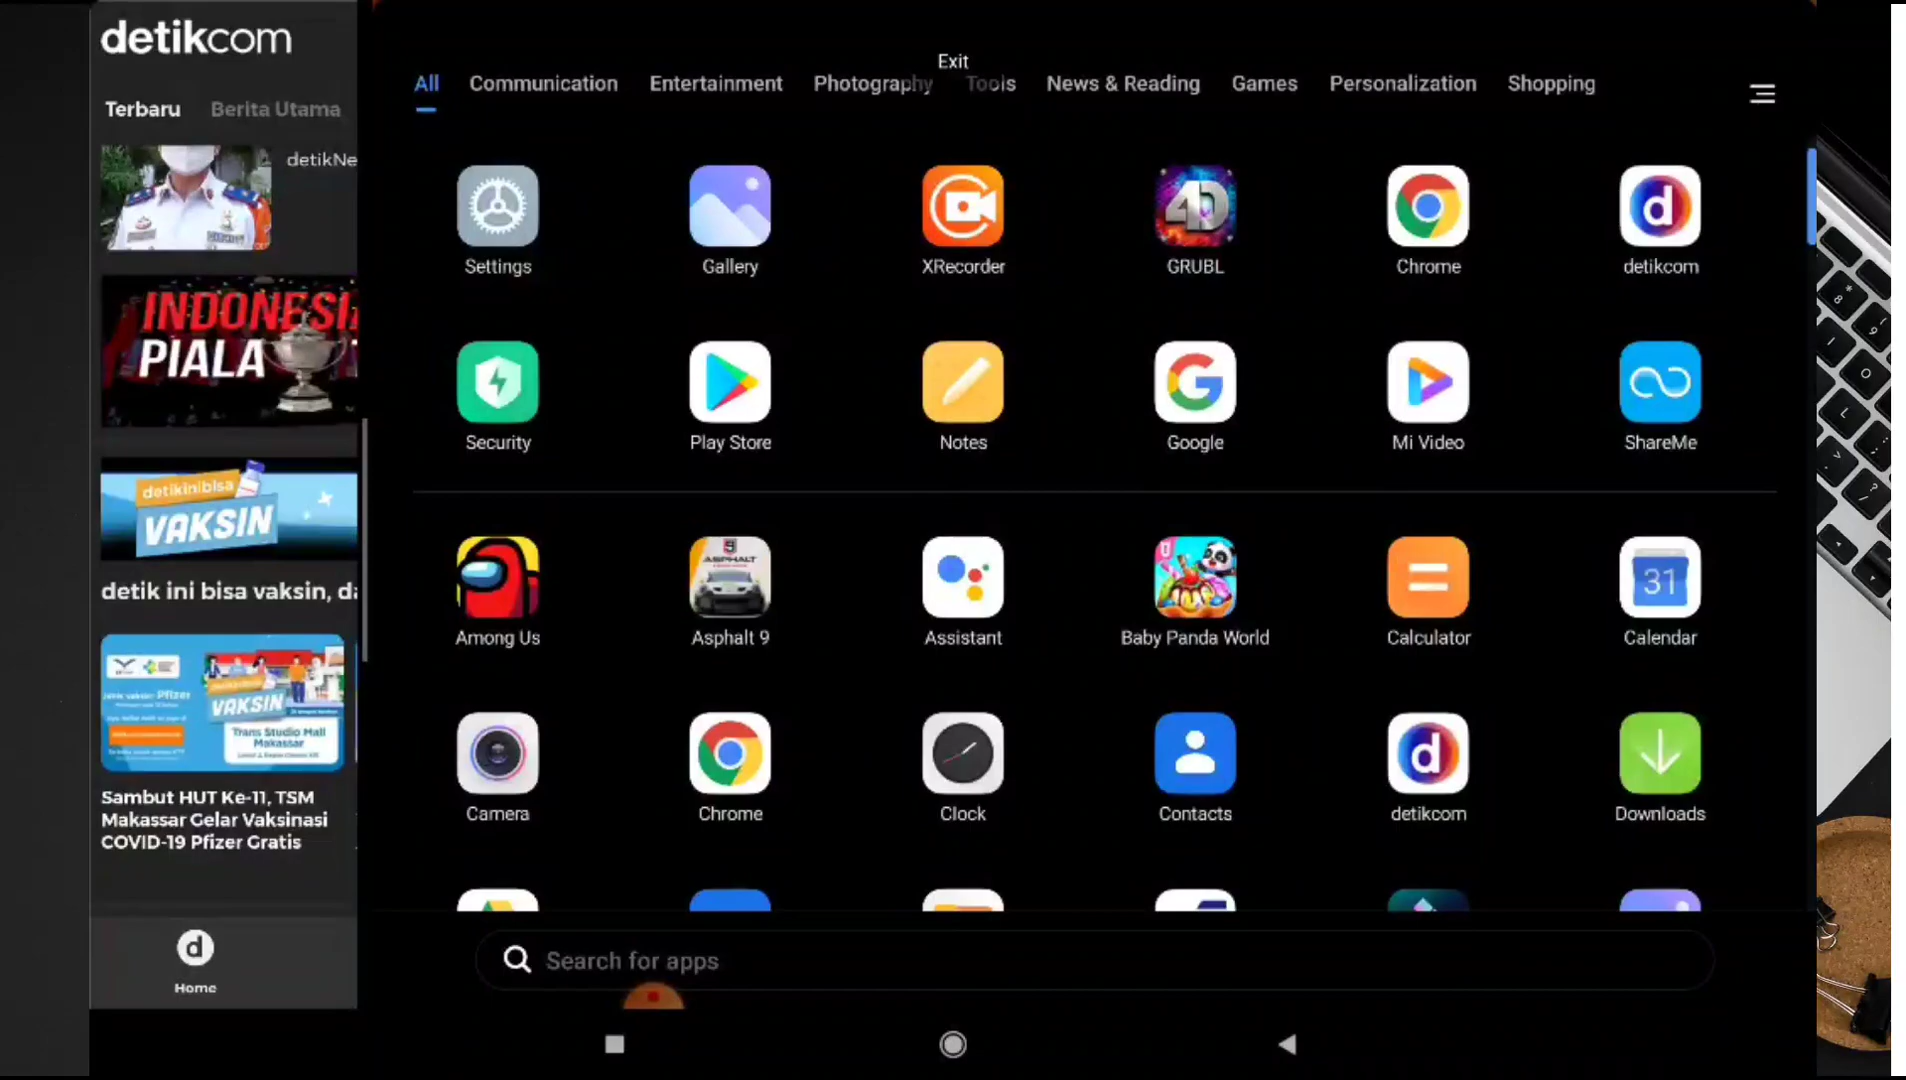 detikcom
Terbaru
Berita Utama
detikNe
INDONESI
PIALA
detikinibisa
VAKSIN
detik ini bisa vaksin, da
VAKSIN
Trans Studio Mall
Makassar
Sambut HUT Ke-11, TSM
Makassar Gelar Vaksinasi
COVID-19 Pfizer Gratis
Home
Exit
All
Communication
Entertainment
Photography
Tools
News & Reading
Games
Personalization
Shopping
4D
Settings
Gallery
XRecorder
GRUBL
Chrome
detikcom
Security
Play Store
Notes
Google
Mi Video
ShareMe
ASPHALT
31
Among Us
Asphalt 9
Assistant
Baby Panda World
Calculator
Calendar
Camera
Chrome
Clock
Contacts
detikcom
Downloads
Search for apps